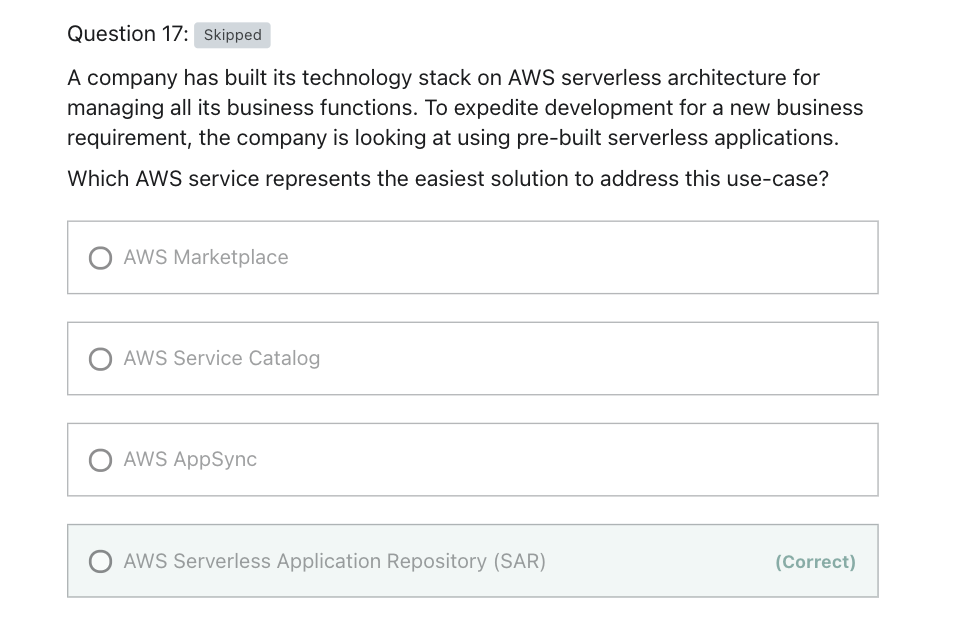 Question 17: Skipped
A company has built its technology stack on AWS serverless architecture for
managing all its business functions. To expedite development for a new business
requirement, the company is looking at using pre-built serverless applications.
Which AWS service represents the easiest solution to address this use-case?
AWS Marketplace
AWS Service Catalog
AWS AppSync
AWS Serverless Application Repository (SAR) (Correct)